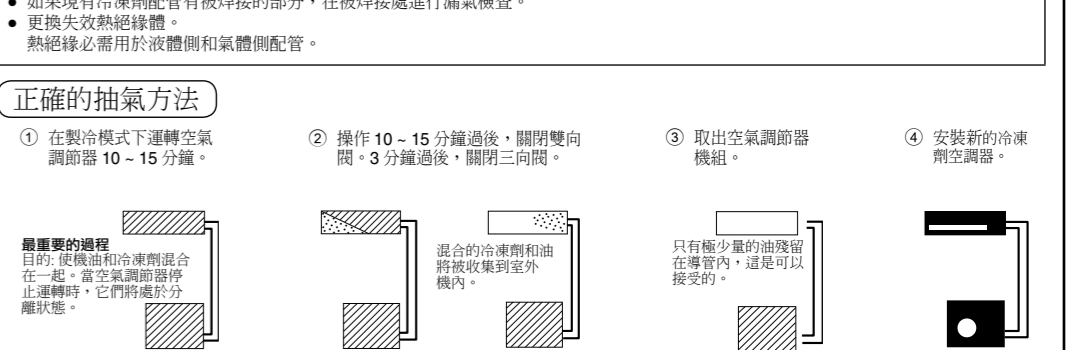 ● 如果現有冷凍劑配管有被焊接的部分，在被焊接處進行漏氣檢查。
● 更換失效熱絕緣體。
熱絕緣必需用於液體側和氣體側配管。
正確的抽氣方法
① 在製冷模式下運轉空氣
調節器 10 ~ 15 分鐘。
② 操作 10 ~ 15 分鐘過後，關閉雙向
閥。3 分鐘過後，關閉三向閥。
③ 取出空氣調節器
機組。
④ 安裝新的冷凍
劑空調器。
最重要的過程
目的: 使機油和冷凍劑混合
在一起。當空氣調節器停
止運轉時，它們將處於分
離狀態。
混合的冷凍劑和油
將被收集到室外
機內。
只有極少量的油殘留
在導管內，這是可以
接受的。